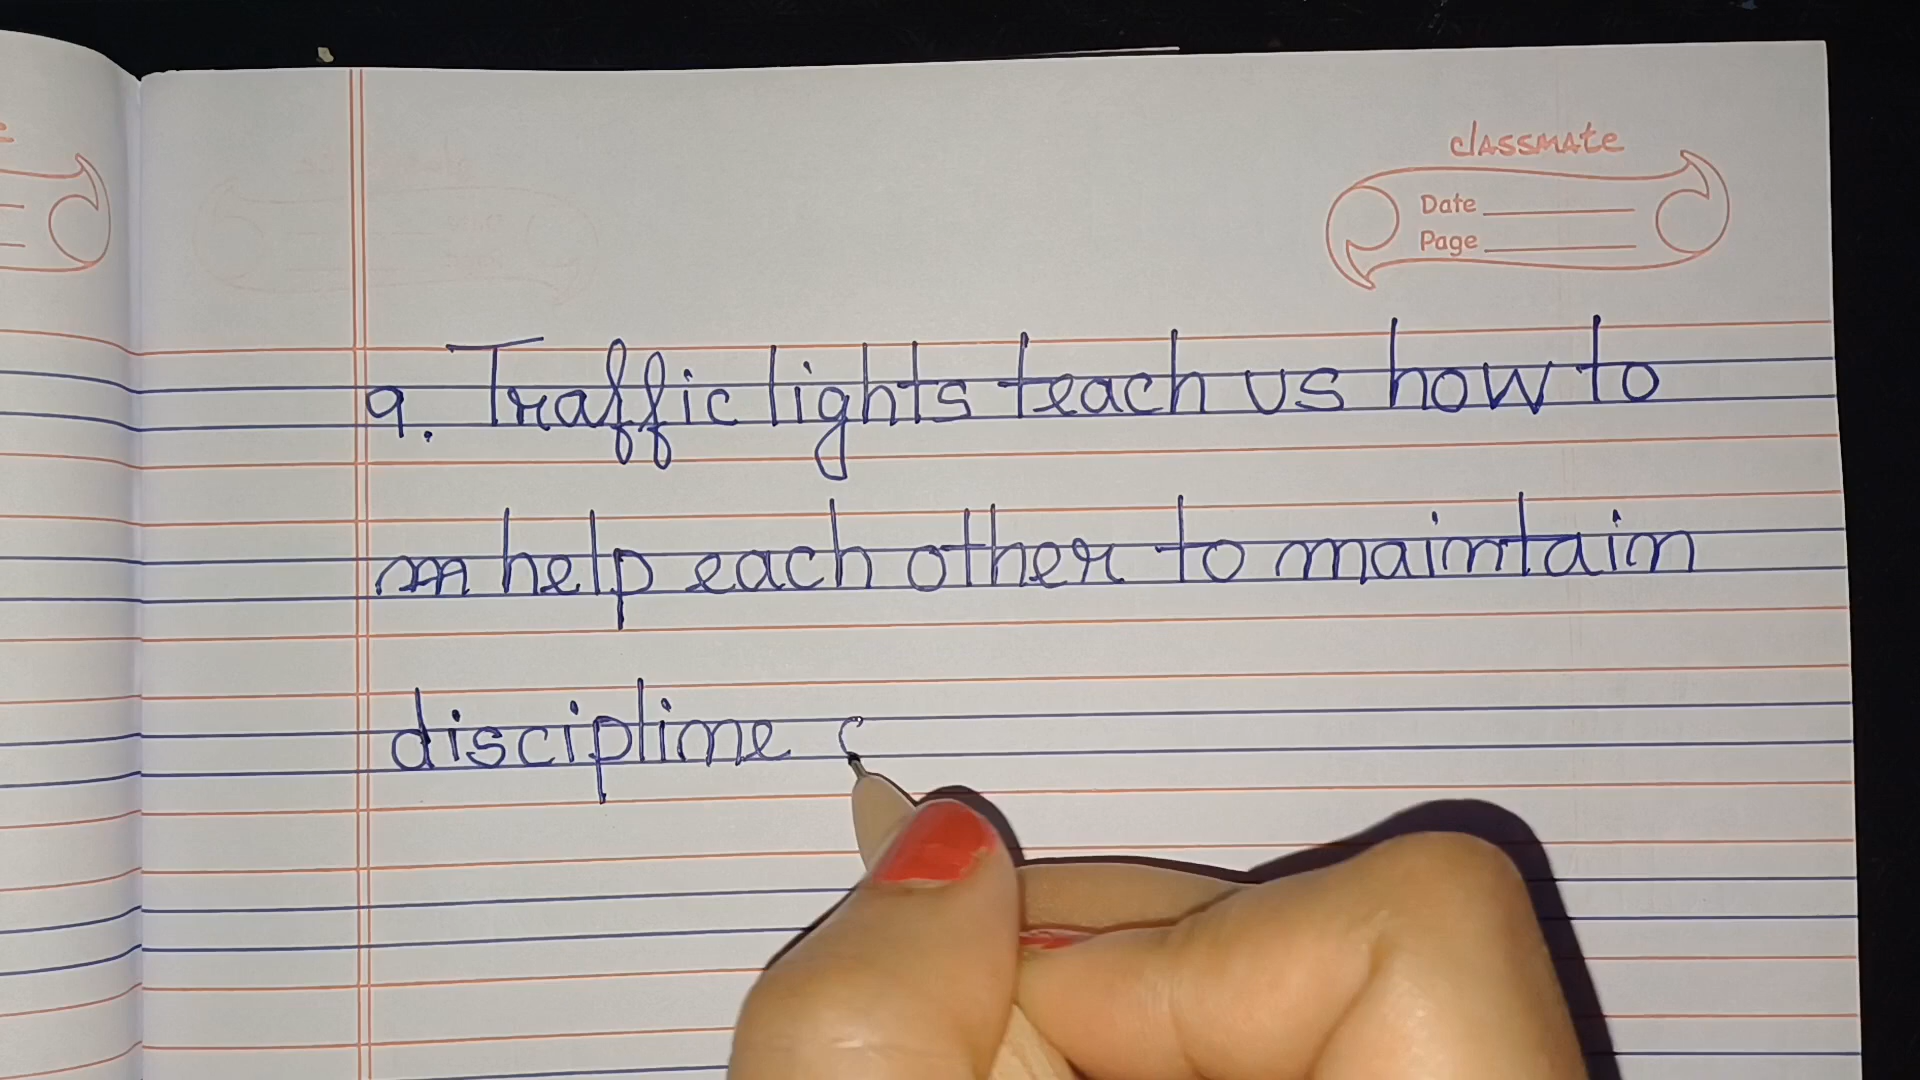 classmate
Date
Page
9. Traffic lights teach us how to
help each other to maintain
discipline